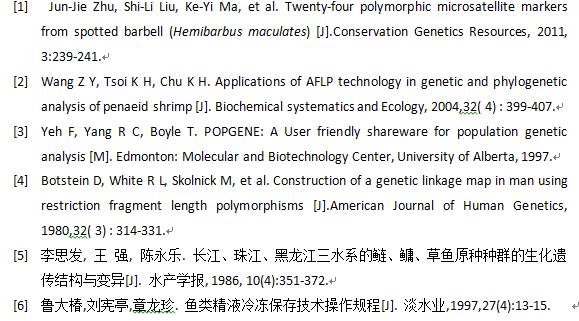 [1] Jun-Jie Zhu, Shi-Li Liu, Ke-Yi Ma, et al. Twenty-four polymorphic microsatellite markers
from spotted barbell (Hemibarbus maculates) [J].Conservation Genetics Resources, 2011,
3:239-241.↵
[2] Wang Z Y, Tsoi K H, Chu K H. Applications of AFLP technology in genetic and phylogenetic
analysis of penaeid shrimp [J]. Biochemical systematics and Ecology, 2004,32( 4) : 399-407.↵
[3] Yeh F, Yang R C, Boyle T. POPGENE: A User friendly shareware for population genetic
analysis [M]. Edmonton: Molecular and Biotechnology Center, University of Alberta, 1997.↵
[4] Botstein D, White R L, Skolnick M, et al. Construction of a genetic linkage map in man using
restriction fragment length polymorphisms [J].American Journal of Human Genetics,
1980,32( 3) : 314-331.↵
[5] 李思发, 王 强, 陈永乐. 长江、珠江、黑龙江三水系的鲢、鳙、草鱼原种种群的生化遗
传结构与变异[J]. 水产学报, 1986, 10(4):351-372.↵
[6] 鲁大椿,刘宪亭,章龙珍. 鱼类精液冷冻保存技术操作规程[J]. 淡水业,1997,27(4):13-15. ↵